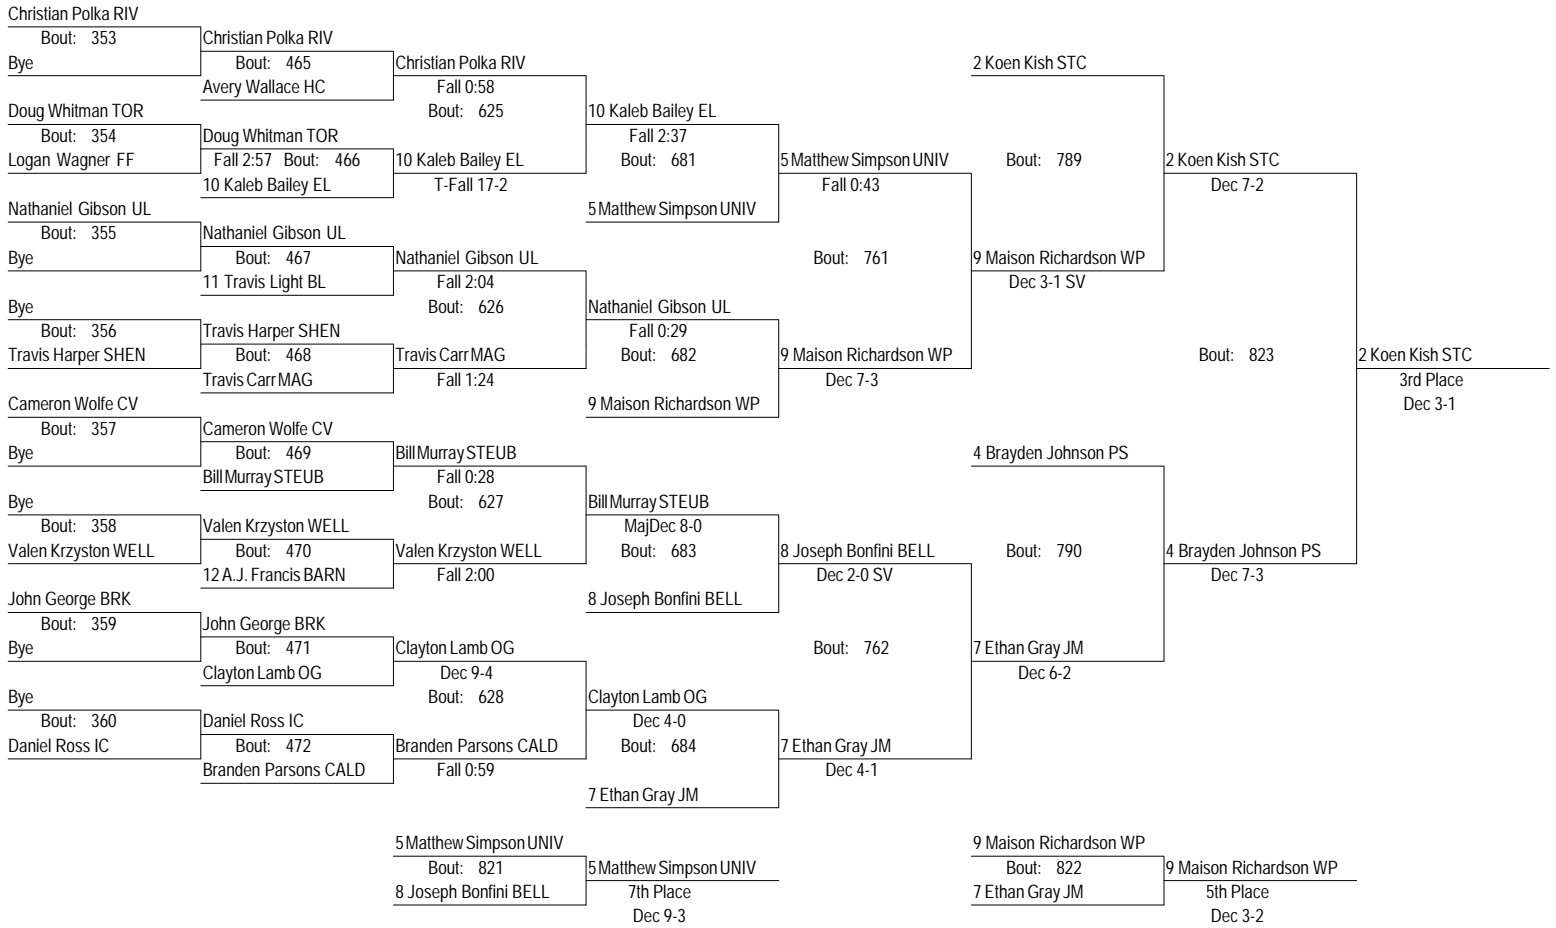 Christian Polka RIV
Bout: 353
Christian Polka RIV
Bye
Bout: 465
Christian Polka RIV
2 Koen Kish STC
Avery Wallace HC
Fall 0:58
Doug Whitman TOR
Bout: 625
10 Kaleb Bailey EL
Bout: 354
Doug Whitman TOR
Fall 2:37
Logan Wagner FF
Fall 2:57 Bout: 466
10 Kaleb Bailey EL
Bout: 681
5 Matthew Simpson UNIV
Bout: 789
2 Koen Kish STC
10 Kaleb Bailey EL
T-Fall 17-2
Fall 0:43
Dec 7-2
Nathaniel Gibson UL
5 Matthew Simpson UNIV
Bout: 355
Nathaniel Gibson UL
Bye
Bout: 467
Nathaniel Gibson UL
Bout: 761
9 Maison Richardson WP
11 Travis Light BL
Fall 2:04
Dec 3-1 SV
Bye
Bout: 626
Nathaniel Gibson UL
Bout: 356
Travis Harper SHEN
Fall 0:29
Travis Harper SHEN
Bout: 468
Travis Carr MAG
Bout: 682
9 Maison Richardson WP
Bout: 823
2 Koen Kish STC
Travis Carr MAG
Fall 1:24
Dec 7-3
3rd Place
Cameron Wolfe CV
9 Maison Richardson WP
Dec 3-1
Bout: 357
Cameron Wolfe CV
Bye
Bout: 469
Bill Murray STEUB
4 Brayden Johnson PS
Bill Murray STEUB
Fall 0:28
Bye
Bout: 627
Bill Murray STEUB
Bout: 358
Valen Krzyston WELL
MajDec 8-0
Valen Krzyston WELL
Bout: 470
Valen Krzyston WELL
Bout: 683
8 Joseph Bonfini BELL
Bout: 790
4 Brayden Johnson PS
12 A.J. Francis BARN
Fall 2:00
Dec 2-0 SV
Dec 7-3
John George BRK
8 Joseph Bonfini BELL
Bout: 359
John George BRK
Bye
Bout: 471
Clayton Lamb OG
Bout: 762
7 Ethan Gray JM
Clayton Lamb OG
Dec 9-4
Dec 6-2
Bye
Bout: 628
Clayton Lamb OG
Bout: 360
Daniel Ross IC
Dec 4-0
Daniel Ross IC
Bout: 472
Branden Parsons CALD
Bout: 684
7 Ethan Gray JM
Branden Parsons CALD
Fall 0:59
Dec 4-1
7 Ethan Gray JM
5 Matthew Simpson UNIV
9 Maison Richardson WP
Bout: 821
5 Matthew Simpson UNIV
Bout: 822
9 Maison Richardson WP
8 Joseph Bonfini BELL
7th Place
7 Ethan Gray JM
5th Place
Dec 9-3
Dec 3-2